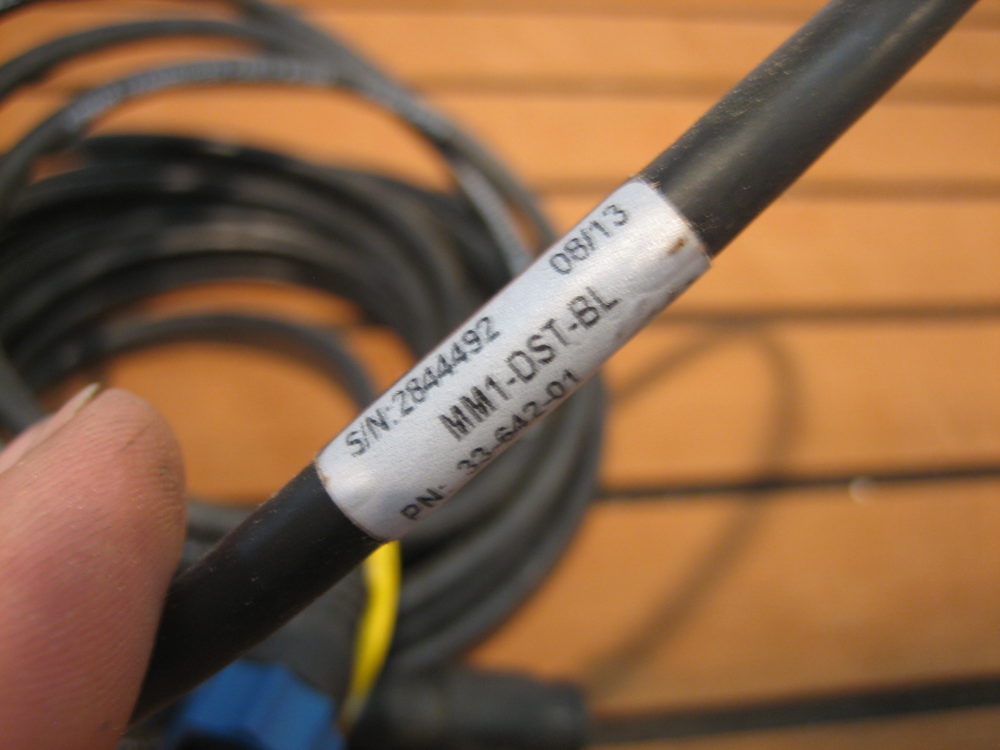 S/N:2844492 08/13
MM1-DST-BL
PN- 33-642-01